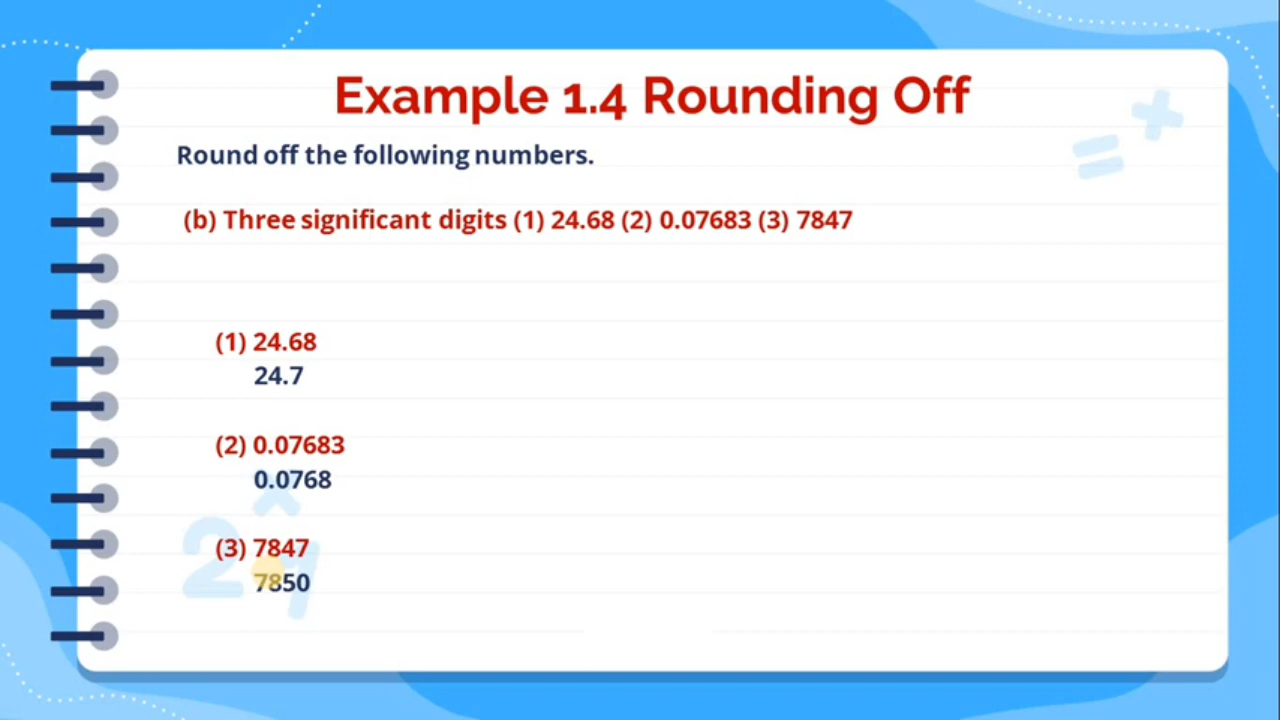 Example 1.4 Rounding Off
Round off the following numbers.
(b) Three significant digits (1) 24.68 (2) 0.07683 (3) 7847
(1) 24.68
24.7
(2) 0.07683
0.0768
(3) 7847
7850